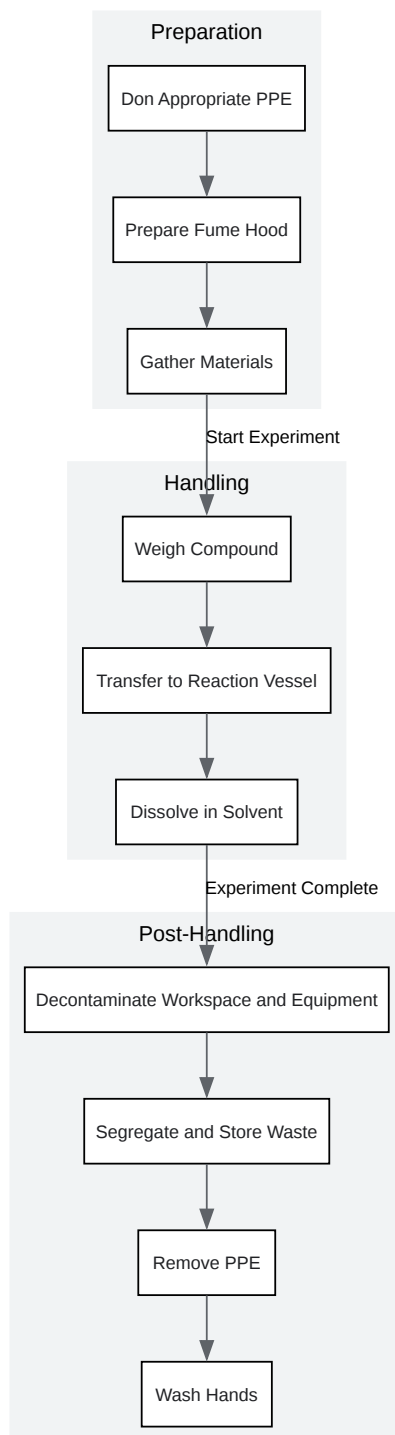 Preparation
Don Appropriate PPE
Prepare Fume Hood
Gather Materials
Start Experiment
Handling
Weigh Compound
Transfer to Reaction Vessel
Dissolve in Solvent
Experiment Complete
Post-Handling
Decontaminate Workspace and Equipment
Segregate and Store Waste
Remove PPE
Wash Hands